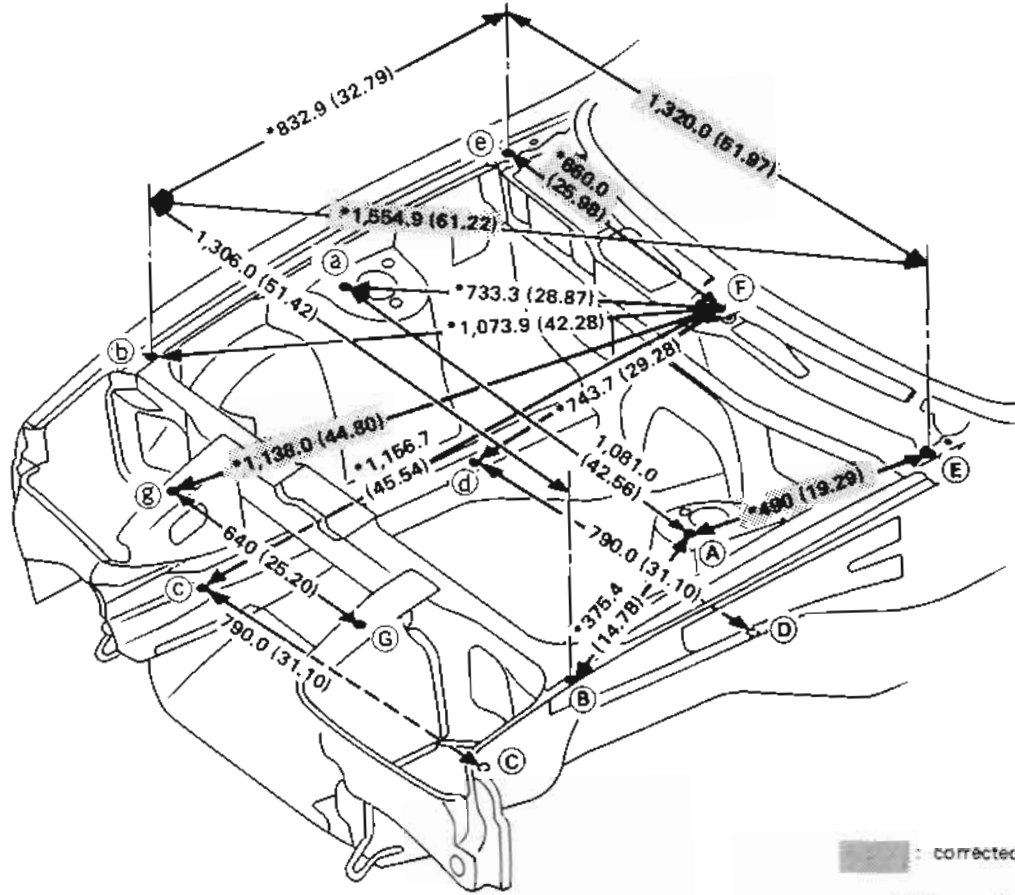 *832.9 (32.79)
1,320.0 (51.97)
e
*660.0
(25.98)
*1,554.9 (61.22)
1,306.0 (51.42)
a
*733.3 (28.87)
F
*1,073.9 (42.28)
b
*743.7 (29.28)
*1,138.0 (44.80)
*1,156.7
(45.54)
d
1,081.0
(42.56)
*490 (19.29)
E
g
640 (25.20)
790.0 (31.10)
A
*375.4
(14.78)
c
G
D
790.0 (31.10)
B
C
: corrected